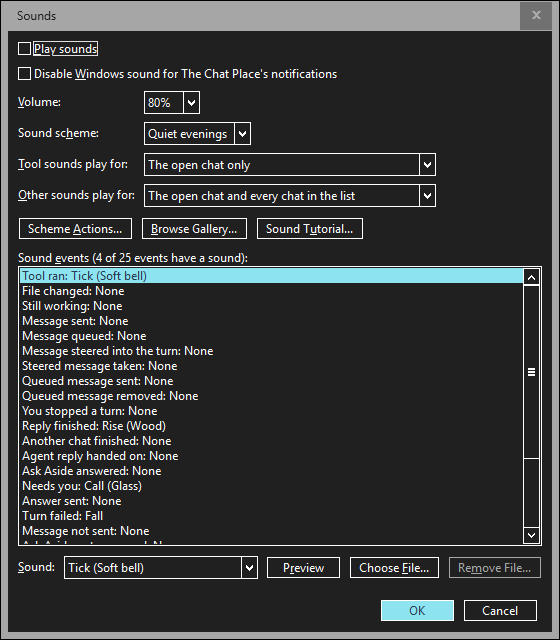 Sounds
Play sounds
Disable Windows sound for The Chat Place's notifications
Volume: 80%
Sound scheme: Quiet evenings
Tool sounds play for: The open chat only
Other sounds play for: The open chat and every chat in the list
Scheme Actions... Browse Gallery... Sound Tutorial...
Sound events (4 of 25 events have a sound):
Tool ran: Tick (Soft bell)
File changed: None
Still working: None
Message sent: None
Message queued: None
Message steered into the turn: None
Steered message taken: None
Queued message sent: None
Queued message removed: None
You stopped a turn: None
Reply finished: Rise (Wood)
Another chat finished: None
Agent reply handed on: None
Ask Aside answered: None
Needs you: Call (Glass)
Answer sent: None
Turn failed: Fall
Message not sent: None
Sound: Tick (Soft bell) Preview Choose File... Remove File...
OK Cancel